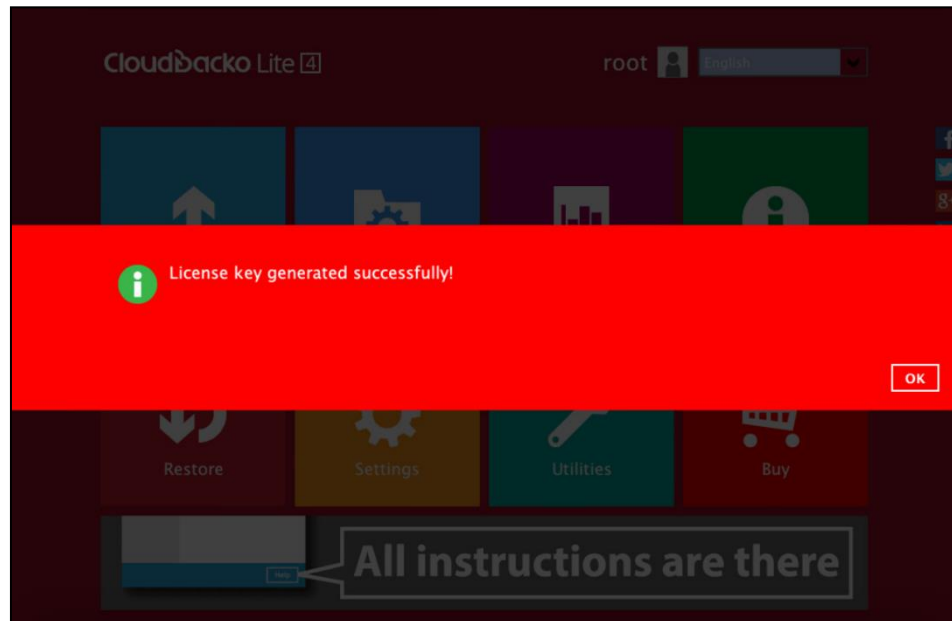 Cloudbacko Lite 4
root
English
License key generated successfully!
OK
Restore
Settings
Utilities
Buy
Help
All instructions are there